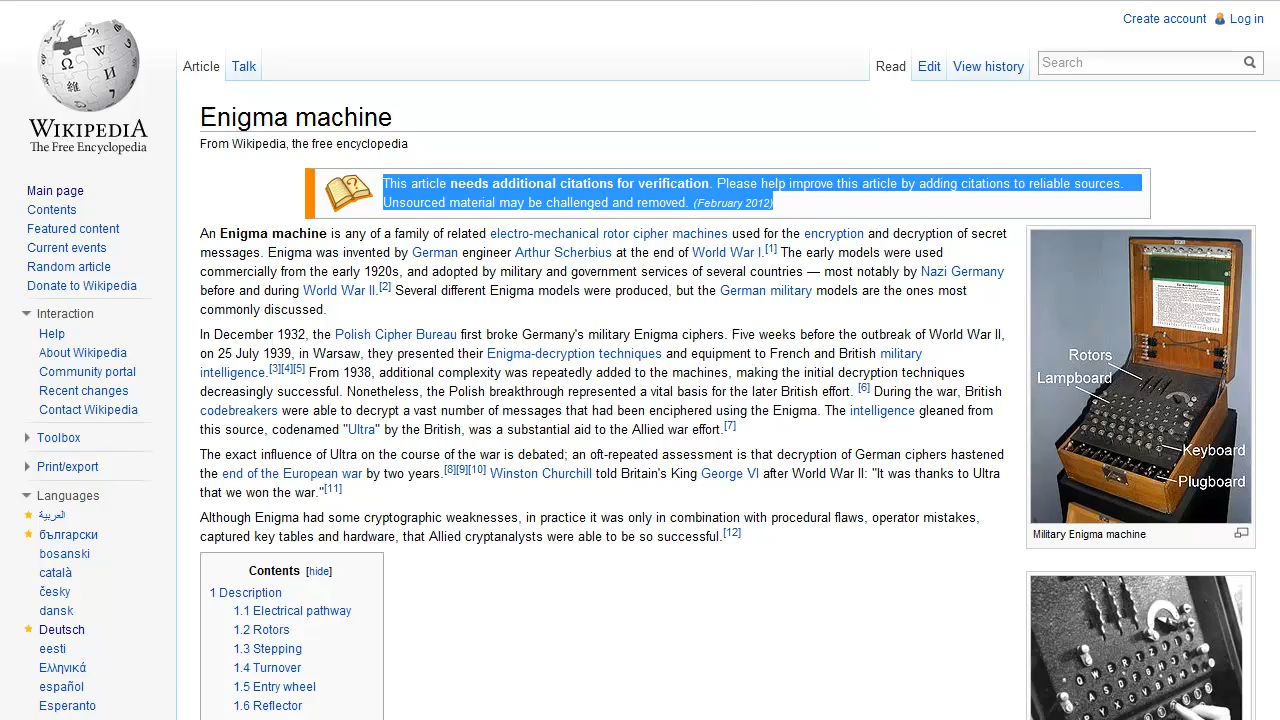 Create account Log in
Article Talk Read Edit View history Search
WIKIPEDIA
The Free Encyclopedia
Main page
Contents
Featured content
Current events
Random article
Donate to Wikipedia
Interaction
Help
About Wikipedia
Community portal
Recent changes
Contact Wikipedia
Toolbox
Print/export
Languages
العربية
български
bosanski
català
česky
dansk
Deutsch
eesti
Ελληνικά
español
Esperanto
Enigma machine
From Wikipedia, the free encyclopedia
This article needs additional citations for verification. Please help improve this article by adding citations to reliable sources.
Unsourced material may be challenged and removed. (February 2012)
An Enigma machine is any of a family of related electro-mechanical rotor cipher machines used for the encryption and decryption of secret
messages. Enigma was invented by German engineer Arthur Scherbius at the end of World War I.[1] The early models were used
commercially from the early 1920s, and adopted by military and government services of several countries — most notably by Nazi Germany
before and during World War II.[2] Several different Enigma models were produced, but the German military models are the ones most
commonly discussed.
In December 1932, the Polish Cipher Bureau first broke Germany's military Enigma ciphers. Five weeks before the outbreak of World War II,
on 25 July 1939, in Warsaw, they presented their Enigma-decryption techniques and equipment to French and British military
intelligence.[3][4][5] From 1938, additional complexity was repeatedly added to the machines, making the initial decryption techniques
decreasingly successful. Nonetheless, the Polish breakthrough represented a vital basis for the later British effort. [6] During the war, British
codebreakers were able to decrypt a vast number of messages that had been enciphered using the Enigma. The intelligence gleaned from
this source, codenamed "Ultra" by the British, was a substantial aid to the Allied war effort.[7]
The exact influence of Ultra on the course of the war is debated; an oft-repeated assessment is that decryption of German ciphers hastened
the end of the European war by two years.[8][9][10] Winston Churchill told Britain's King George VI after World War II: "It was thanks to Ultra
that we won the war."[11]
Although Enigma had some cryptographic weaknesses, in practice it was only in combination with procedural flaws, operator mistakes,
captured key tables and hardware, that Allied cryptanalysts were able to be so successful.[12]
Contents [hide]
1 Description
1.1 Electrical pathway
1.2 Rotors
1.3 Stepping
1.4 Turnover
1.5 Entry wheel
1.6 Reflector
Rotors
Lampboard
Keyboard
Plugboard
Military Enigma machine